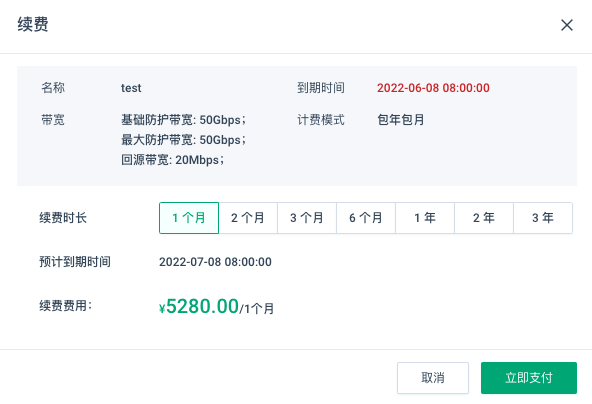 续费
名称 test 到期时间 2022-06-08 08:00:00
带宽 基础防护带宽: 50Gbps； 计费模式 包年包月
最大防护带宽: 50Gbps；
回源带宽: 20Mbps；
续费时长 1 个月 2 个月 3 个月 6 个月 1 年 2 年 3 年
预计到期时间 2022-07-08 08:00:00
续费费用： ¥5280.00/1个月
取消 立即支付